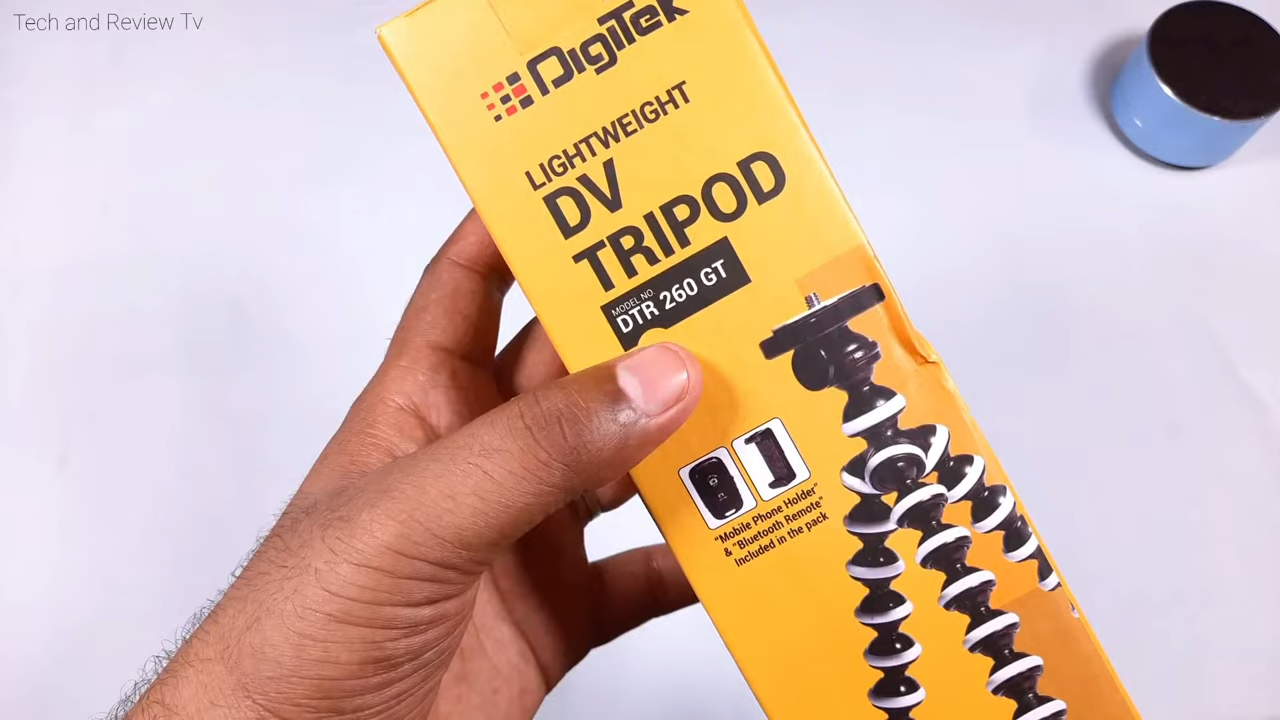 Tech and Review Tv
DigiTek
LIGHTWEIGHT
DV
TRIPOD
MODEL NO.
DTR 260 GT
"Mobile Phone Holder"
& "Bluetooth Remote"
Included in the pack